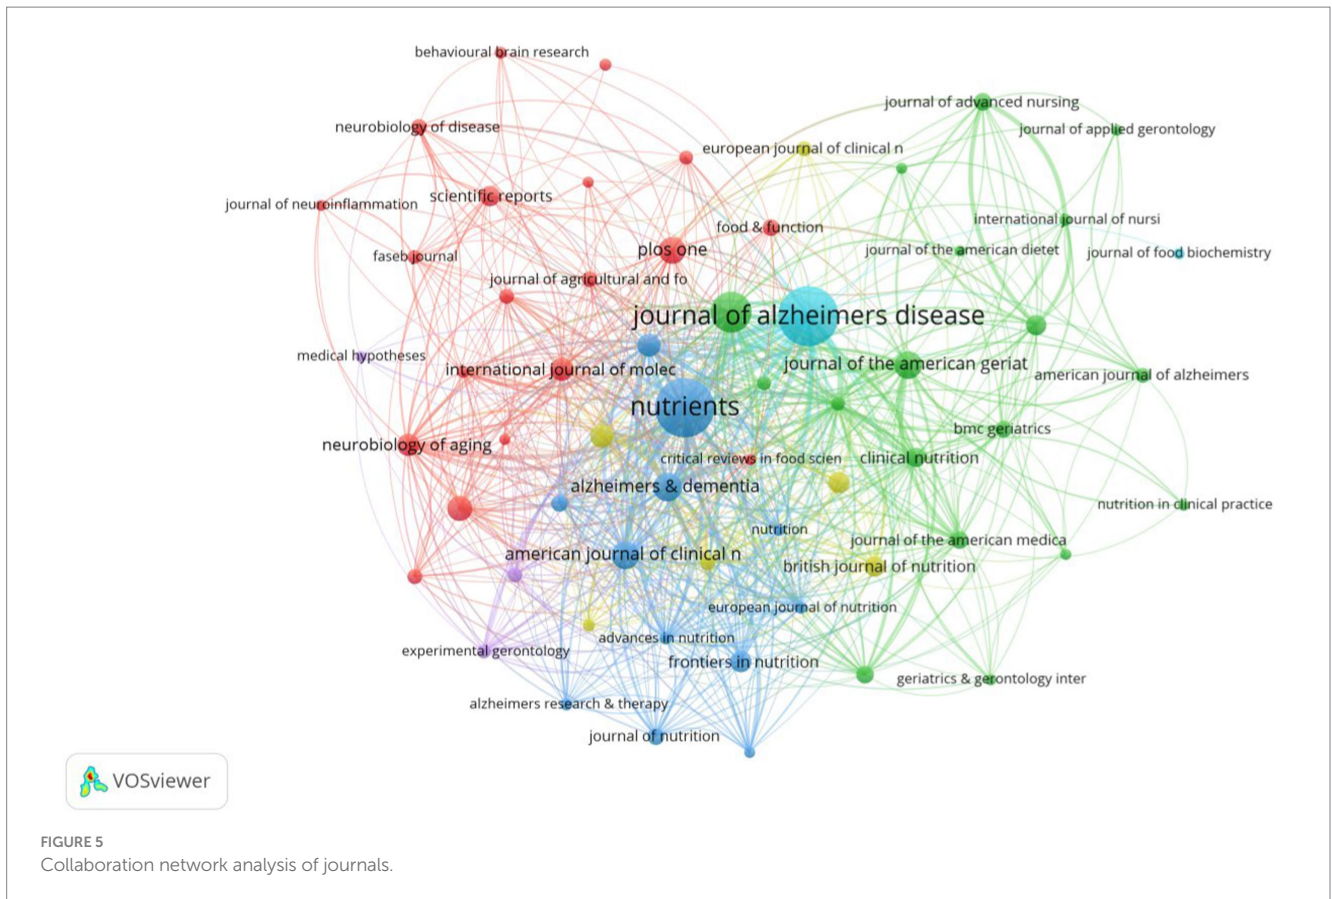 behavioural brain research
journal of advanced nursing
neurobiology of disease
journal of applied gerontology
european journal of clinical n
scientific reports
journal of neuroinflammation
international journal of nursi
food & function
plos one
journal of the american dietet
journal of food biochemistry
faseb journal
journal of agricultural and fo
journal of alzheimers disease
medical hypotheses
journal of the american geriat
international journal of molec
american journal of alzheimers
nutrients
bmc geriatrics
neurobiology of aging
critical reviews in food scien
clinical nutrition
alzheimers & dementia
nutrition in clinical practice
nutrition
journal of the american medica
american journal of clinical n
british journal of nutrition
european journal of nutrition
advances in nutrition
experimental gerontology
frontiers in nutrition
geriatrics & gerontology inter
alzheimers research & therapy
journal of nutrition
VOSviewer
FIGURE 5
Collaboration network analysis of journals.